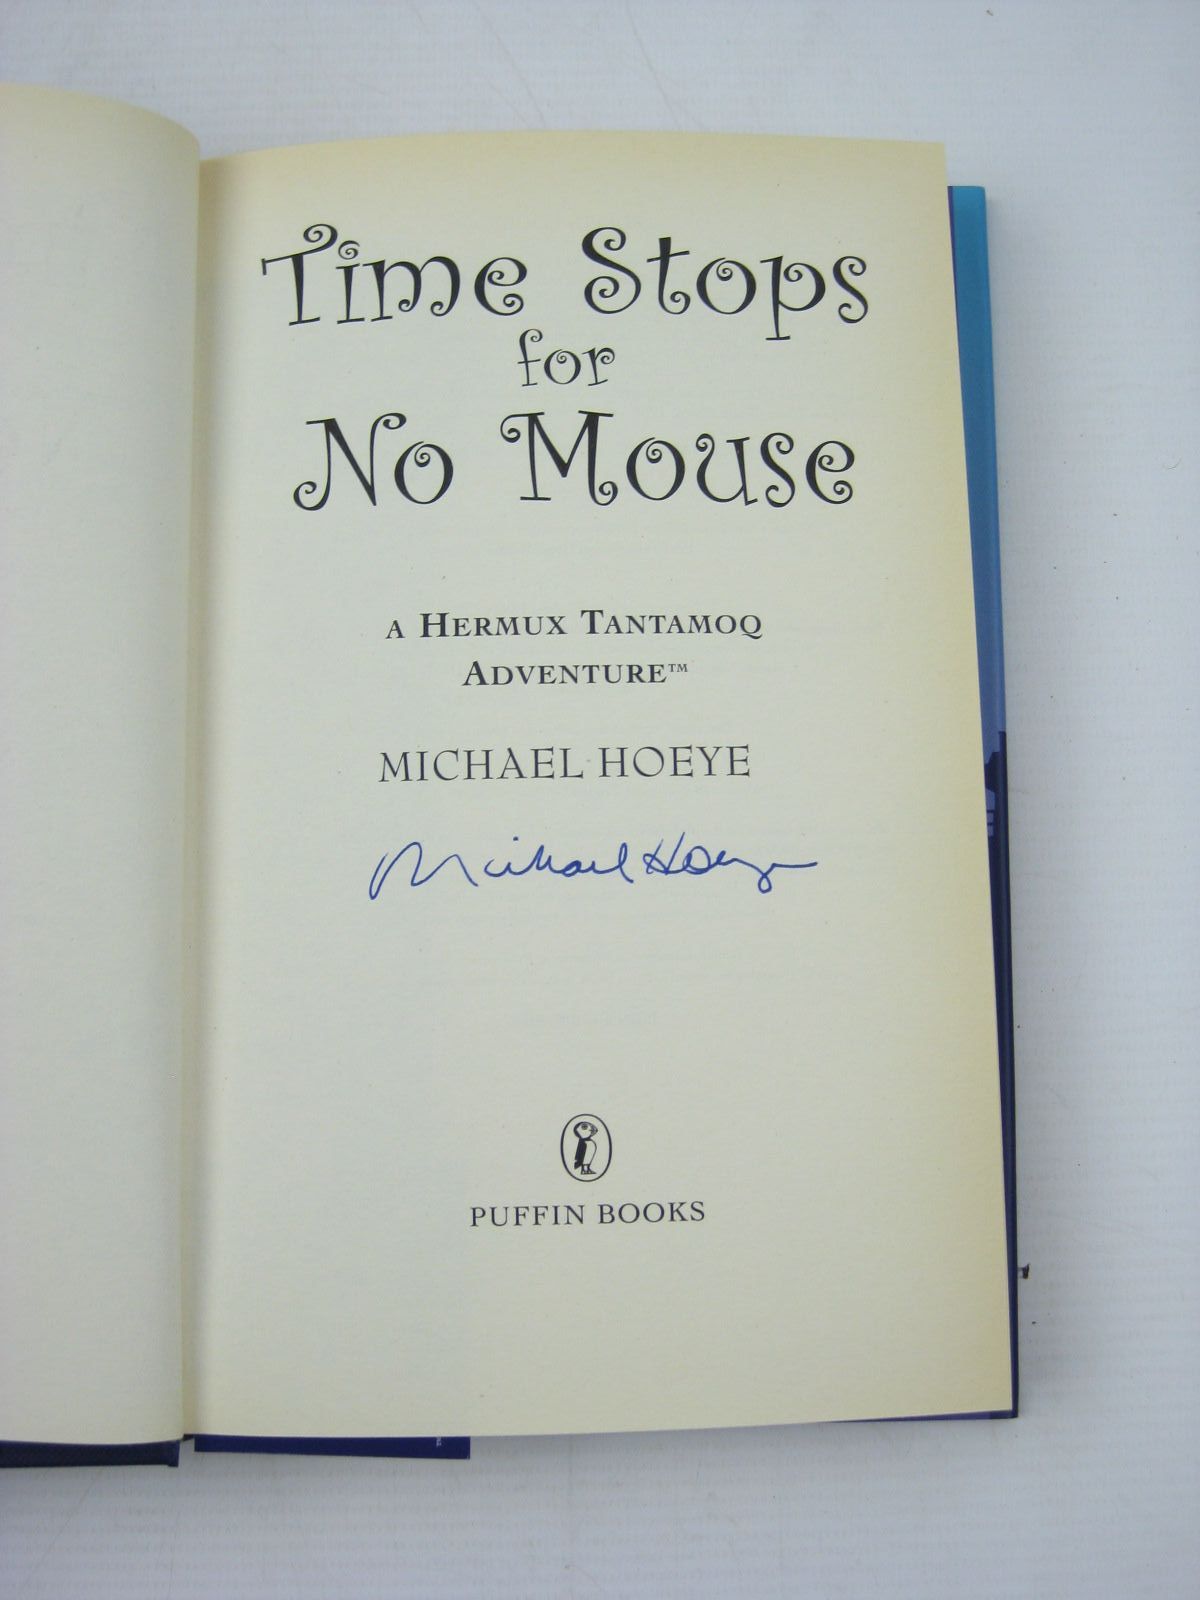 Time Stops
for
No Mouse
A HERMUX TANTAMOQ
ADVENTURE™
MICHAEL HOEYE
Michael Hoeye
PUFFIN BOOKS